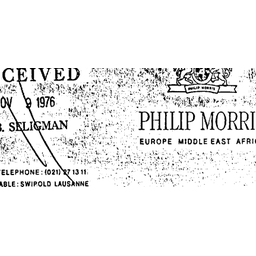 CEIVED
OV 9 1976
. SELIGMAN
ELEPHONE: (021) 27 13 11
ABLE: SWIPOLD LAUSANNE
PHILIP MORRIS
PHILIP MORRI
EUROPE MIDDLE EAST AFRI